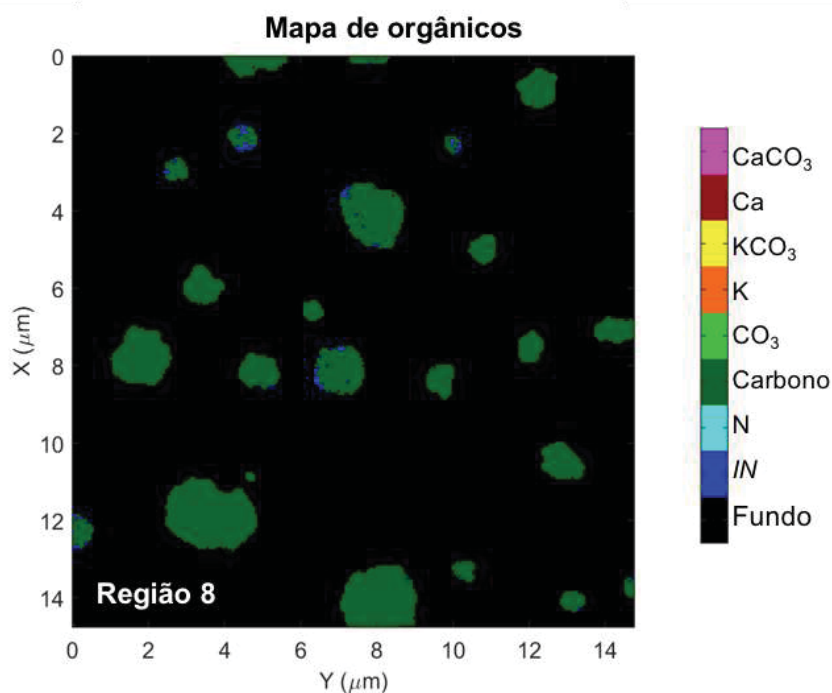 Mapa de orgânicos
0
2
4
6
8
10
12
14
X (μm)
0 2 4 6 8 10 12 14
Y (μm)
Região 8
CaCO₃
Ca
KCO₃
K
CO₃
Carbono
N
IN
Fundo